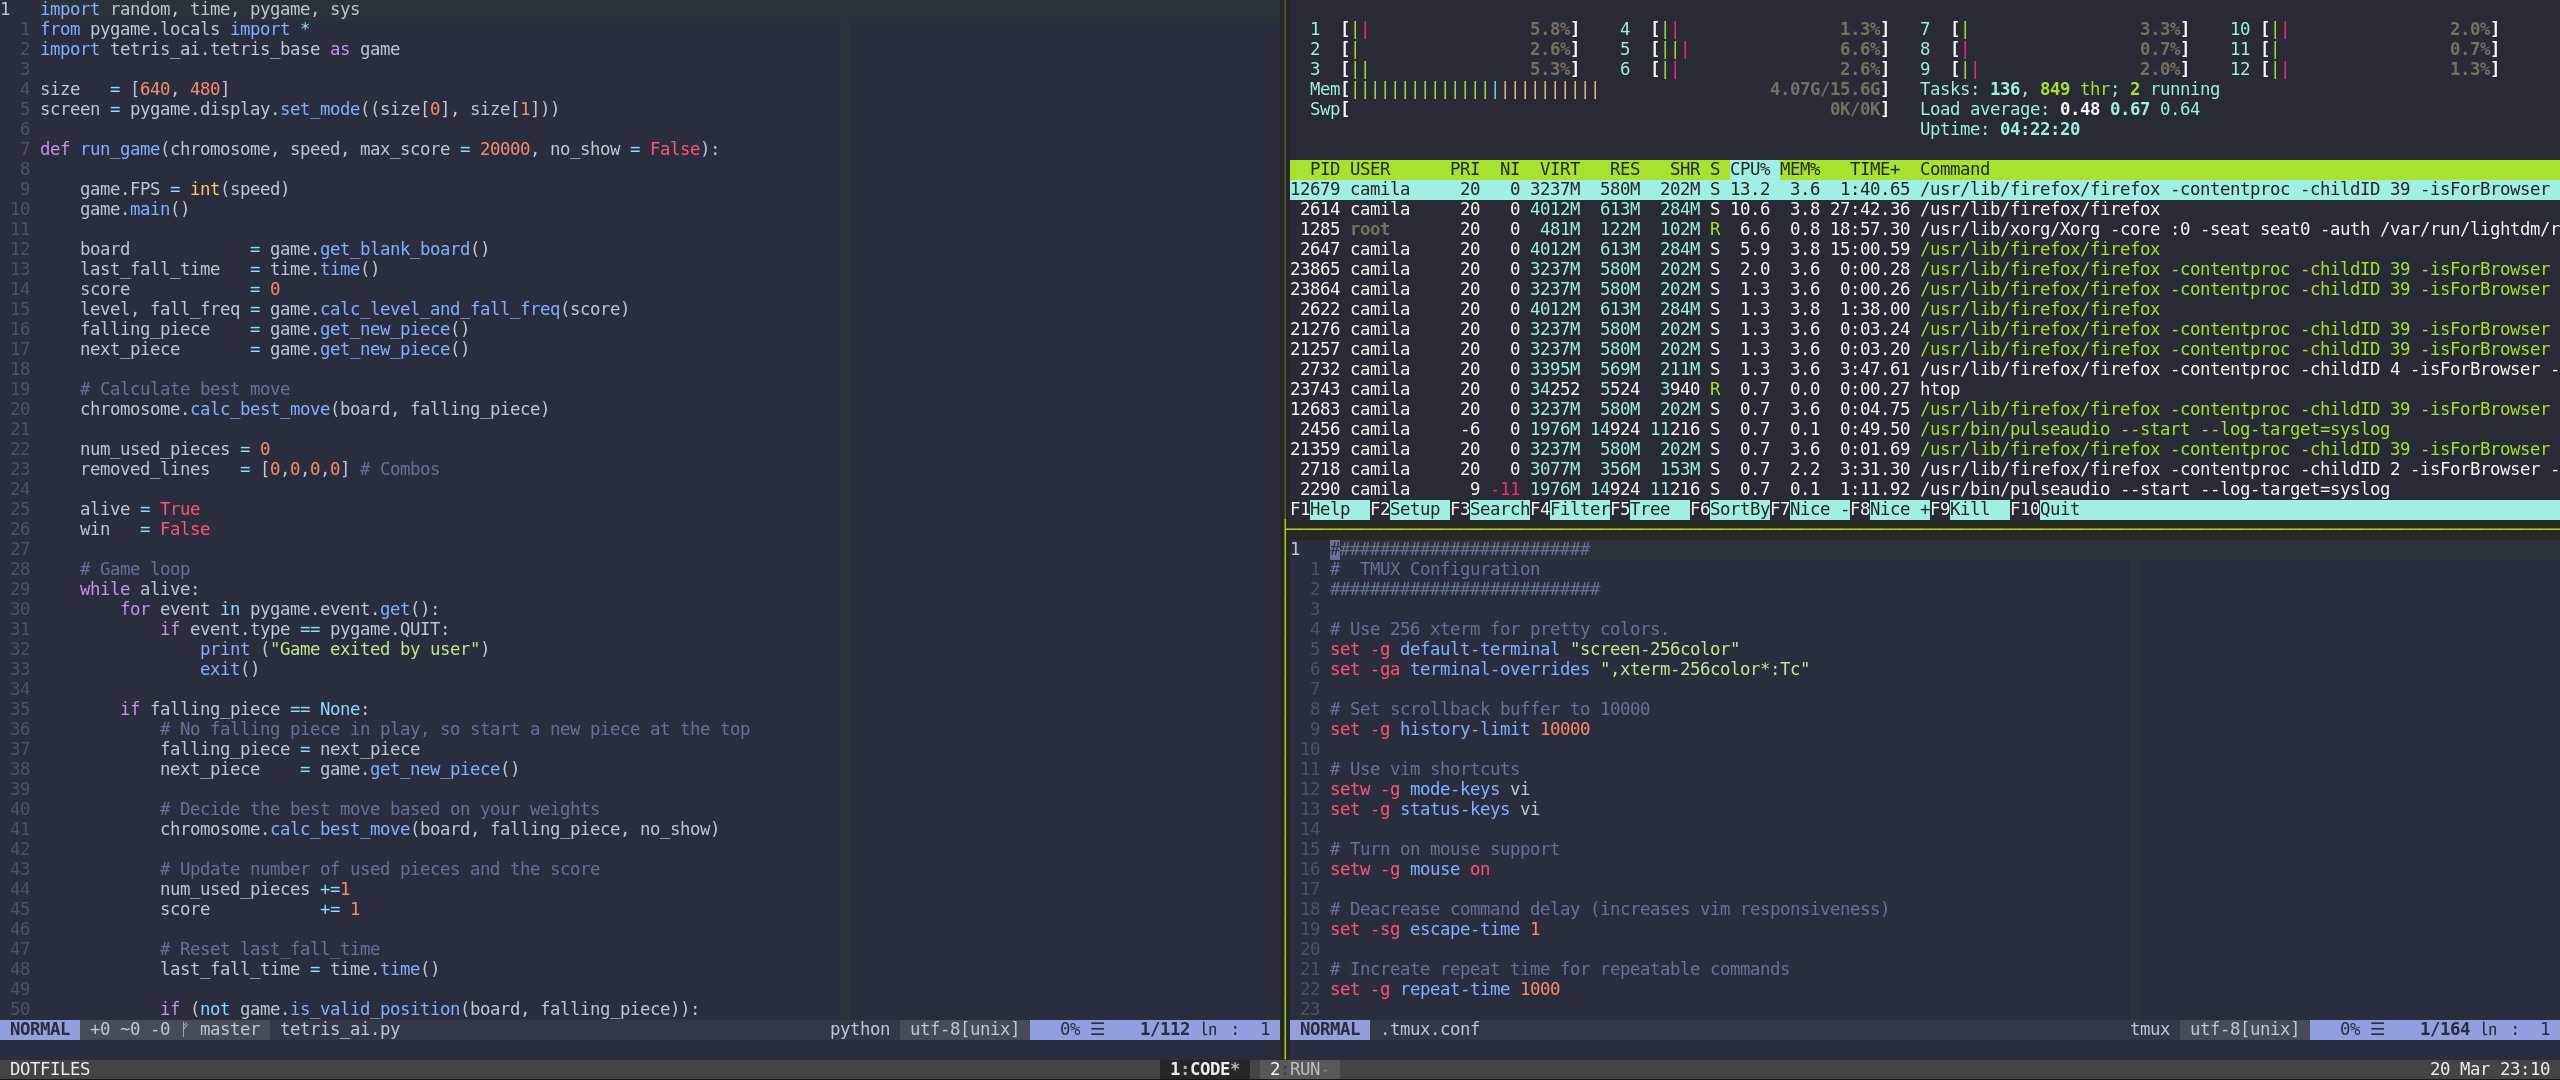 1   import random, time, pygame, sys
  1 from pygame.locals import *
  2 import tetris_ai.tetris_base as game
  3
  4 size   = [640, 480]
  5 screen = pygame.display.set_mode((size[0], size[1]))
  6
  7 def run_game(chromosome, speed, max_score = 20000, no_show = False):
  8
  9     game.FPS = int(speed)
 10     game.main()
 11
 12     board            = game.get_blank_board()
 13     last_fall_time   = time.time()
 14     score            = 0
 15     level, fall_freq = game.calc_level_and_fall_freq(score)
 16     falling_piece    = game.get_new_piece()
 17     next_piece       = game.get_new_piece()
 18
 19     # Calculate best move
 20     chromosome.calc_best_move(board, falling_piece)
 21
 22     num_used_pieces = 0
 23     removed_lines   = [0,0,0,0] # Combos
 24
 25     alive = True
 26     win   = False
 27
 28     # Game loop
 29     while alive:
 30         for event in pygame.event.get():
 31             if event.type == pygame.QUIT:
 32                 print ("Game exited by user")
 33                 exit()
 34
 35         if falling_piece == None:
 36             # No falling piece in play, so start a new piece at the top
 37             falling_piece = next_piece
 38             next_piece    = game.get_new_piece()
 39
 40             # Decide the best move based on your weights
 41             chromosome.calc_best_move(board, falling_piece, no_show)
 42
 43             # Update number of used pieces and the score
 44             num_used_pieces +=1
 45             score           += 1
 46
 47             # Reset last_fall_time
 48             last_fall_time = time.time()
 49
 50             if (not game.is_valid_position(board, falling_piece)):
NORMAL  +0 ~0 -0 ᚠ master  tetris_ai.py  python  utf-8[unix]  0% ☰  1/112 ln :  1
1  [||  5.8%]  4  [||  1.3%]  7  [|  3.3%]  10 [||  2.0%]
2  [|  2.6%]  5  [|||  6.6%]  8  [|  0.7%]  11 [|  0.7%]
3  [||  5.3%]  6  [||  2.6%]  9  [||  2.0%]  12 [||  1.3%]
Mem[|||||||||||||||||||||||||  4.07G/15.6G]  Tasks: 136, 849 thr; 2 running
Swp[  0K/0K]  Load average: 0.48 0.67 0.64
Uptime: 04:22:20
  PID USER      PRI  NI  VIRT   RES   SHR S CPU% MEM%   TIME+  Command
12679 camila     20   0 3237M  580M  202M S 13.2  3.6  1:40.65 /usr/lib/firefox/firefox -contentproc -childID 39 -isForBrowser
 2614 camila     20   0 4012M  613M  284M S 10.6  3.8 27:42.36 /usr/lib/firefox/firefox
 1285 root       20   0  481M  122M  102M R  6.6  0.8 18:57.30 /usr/lib/xorg/Xorg -core :0 -seat seat0 -auth /var/run/lightdm/r
 2647 camila     20   0 4012M  613M  284M S  5.9  3.8 15:00.59 /usr/lib/firefox/firefox
23865 camila     20   0 3237M  580M  202M S  2.0  3.6  0:00.28 /usr/lib/firefox/firefox -contentproc -childID 39 -isForBrowser
23864 camila     20   0 3237M  580M  202M S  1.3  3.6  0:00.26 /usr/lib/firefox/firefox -contentproc -childID 39 -isForBrowser
 2622 camila     20   0 4012M  613M  284M S  1.3  3.8  1:38.00 /usr/lib/firefox/firefox
21276 camila     20   0 3237M  580M  202M S  1.3  3.6  0:03.24 /usr/lib/firefox/firefox -contentproc -childID 39 -isForBrowser
21257 camila     20   0 3237M  580M  202M S  1.3  3.6  0:03.20 /usr/lib/firefox/firefox -contentproc -childID 39 -isForBrowser
 2732 camila     20   0 3395M  569M  211M S  1.3  3.6  3:47.61 /usr/lib/firefox/firefox -contentproc -childID 4 -isForBrowser -
23743 camila     20   0 34252  5524  3940 R  0.7  0.0  0:00.27 htop
12683 camila     20   0 3237M  580M  202M S  0.7  3.6  0:04.75 /usr/lib/firefox/firefox -contentproc -childID 39 -isForBrowser
 2456 camila     -6   0 1976M 14924 11216 S  0.7  0.1  0:49.50 /usr/bin/pulseaudio --start --log-target=syslog
21359 camila     20   0 3237M  580M  202M S  0.7  3.6  0:01.69 /usr/lib/firefox/firefox -contentproc -childID 39 -isForBrowser
 2718 camila     20   0 3077M  356M  153M S  0.7  2.2  3:31.30 /usr/lib/firefox/firefox -contentproc -childID 2 -isForBrowser -
 2290 camila      9 -11 1976M 14924 11216 S  0.7  0.1  1:11.92 /usr/bin/pulseaudio --start --log-target=syslog
F1Help  F2Setup F3SearchF4FilterF5Tree  F6SortByF7Nice -F8Nice +F9Kill  F10Quit
1   ##########################
  1 #  TMUX Configuration
  2 ###########################
  3
  4 # Use 256 xterm for pretty colors.
  5 set -g default-terminal "screen-256color"
  6 set -ga terminal-overrides ",xterm-256color*:Tc"
  7
  8 # Set scrollback buffer to 10000
  9 set -g history-limit 10000
 10
 11 # Use vim shortcuts
 12 setw -g mode-keys vi
 13 set -g status-keys vi
 14
 15 # Turn on mouse support
 16 setw -g mouse on
 17
 18 # Deacrease command delay (increases vim responsiveness)
 19 set -sg escape-time 1
 20
 21 # Increate repeat time for repeatable commands
 22 set -g repeat-time 1000
 23
NORMAL  .tmux.conf  tmux  utf-8[unix]  0% ☰  1/164 ln :  1
DOTFILES  1:CODE*  2:RUN-  20 Mar 23:10